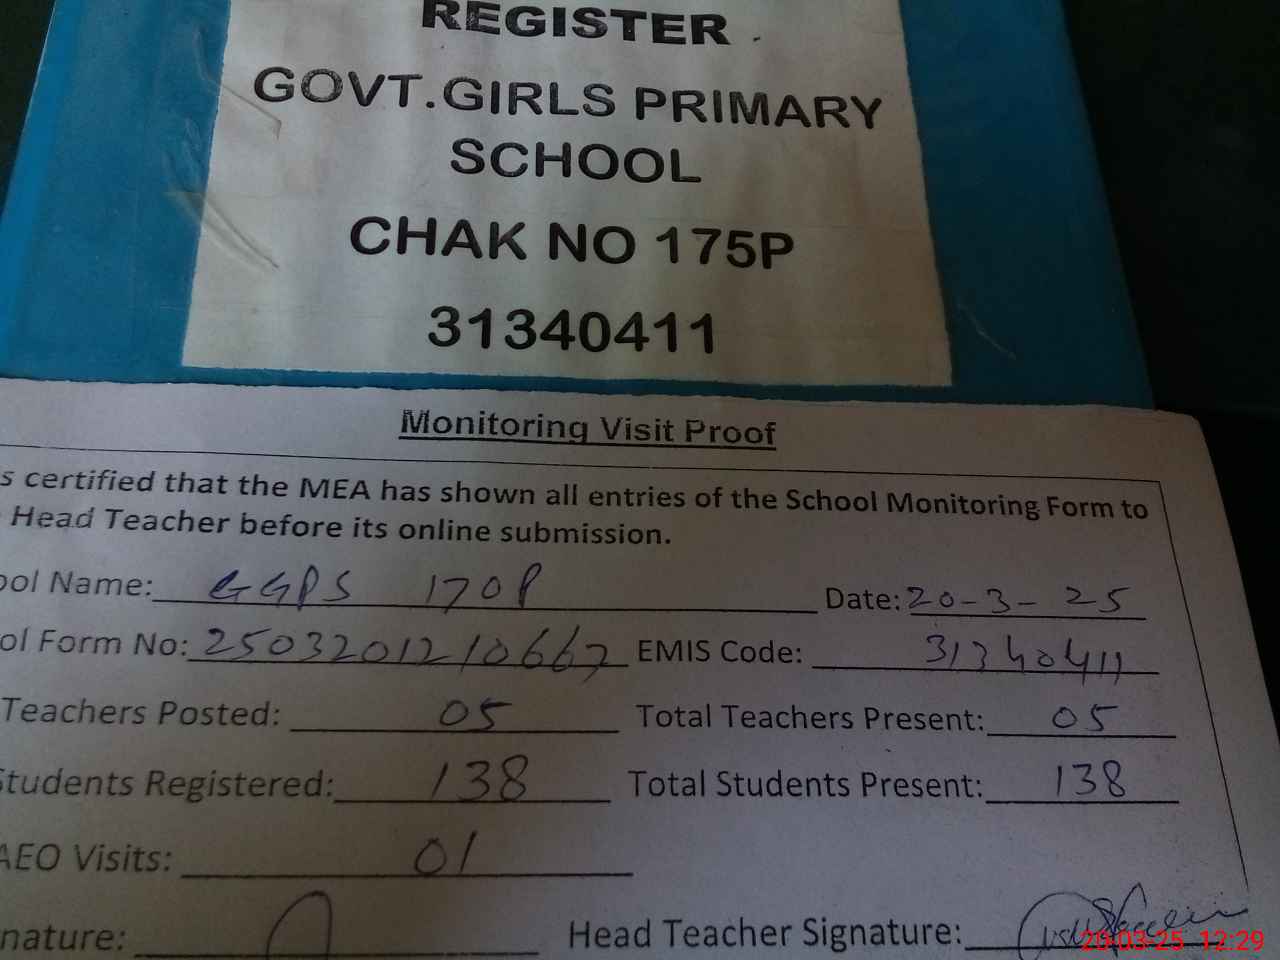 REGISTER
GOVT.GIRLS PRIMARY
SCHOOL
CHAK NO 175P
31340411
Monitoring Visit Proof
s certified that the MEA has shown all entries of the School Monitoring Form to
Head Teacher before its online submission.
ool Name: GGPS 170P Date: 20-3-25
ol Form No: 2503201210667 EMIS Code: 31340411
Teachers Posted: 05 Total Teachers Present: 05
Students Registered: 138 Total Students Present: 138
AEO Visits: 01
nature: Head Teacher Signature:
20-03-25 12:29